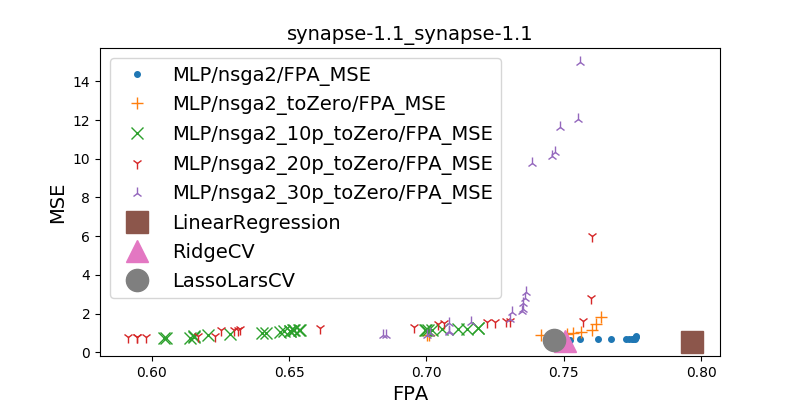 synapse-1.1_synapse-1.1
MLP/nsga2/FPA_MSE
MLP/nsga2_toZero/FPA_MSE
MLP/nsga2_10p_toZero/FPA_MSE
MLP/nsga2_20p_toZero/FPA_MSE
MLP/nsga2_30p_toZero/FPA_MSE
LinearRegression
RidgeCV
LassoLarsCV
MSE
14
12
10
8
6
4
2
0
0.60 0.65 0.70 0.75 0.80
FPA